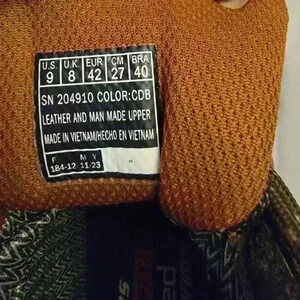 U.S. UK EUR CM BRA
9 8 42 27 40
SN 204910 COLOR:CDB
LEATHER AND MAN MADE UPPER
MADE IN VIETNAM/HECHO EN VIETNAM
F M Y
184-12 11-23